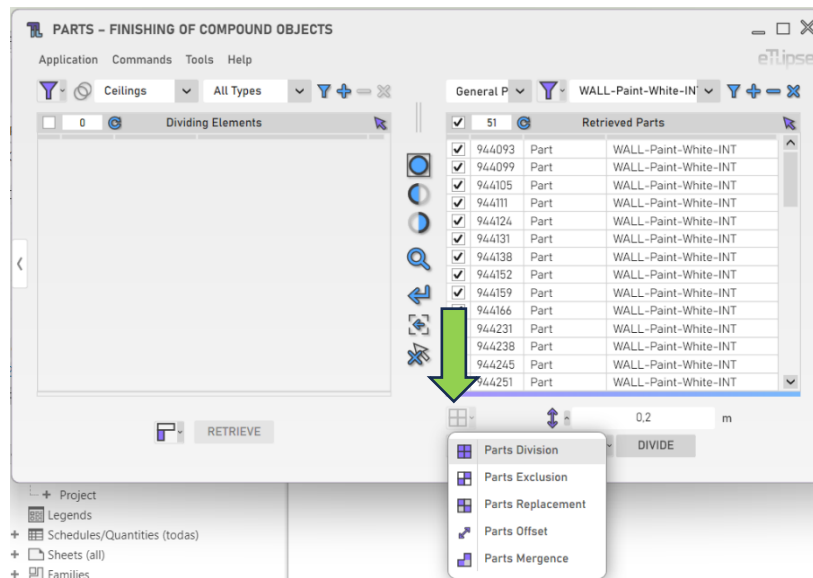 PARTS – FINISHING OF COMPOUND OBJECTS
Application Commands Tools Help
eTLipse
Ceilings All Types
General P WALL-Paint-White-IN
0 Dividing Elements
51 Retrieved Parts
944093 Part WALL-Paint-White-INT
944099 Part WALL-Paint-White-INT
944105 Part WALL-Paint-White-INT
944111 Part WALL-Paint-White-INT
944124 Part WALL-Paint-White-INT
944131 Part WALL-Paint-White-INT
944138 Part WALL-Paint-White-INT
944152 Part WALL-Paint-White-INT
944159 Part WALL-Paint-White-INT
944166 Part WALL-Paint-White-INT
944231 Part WALL-Paint-White-INT
944238 Part WALL-Paint-White-INT
944245 Part WALL-Paint-White-INT
944251 Part WALL-Paint-White-INT
0,2 m
RETRIEVE
DIVIDE
Parts Division
Parts Exclusion
Parts Replacement
Parts Offset
Parts Mergence
Project
Legends
Schedules/Quantities (todas)
Sheets (all)
Families